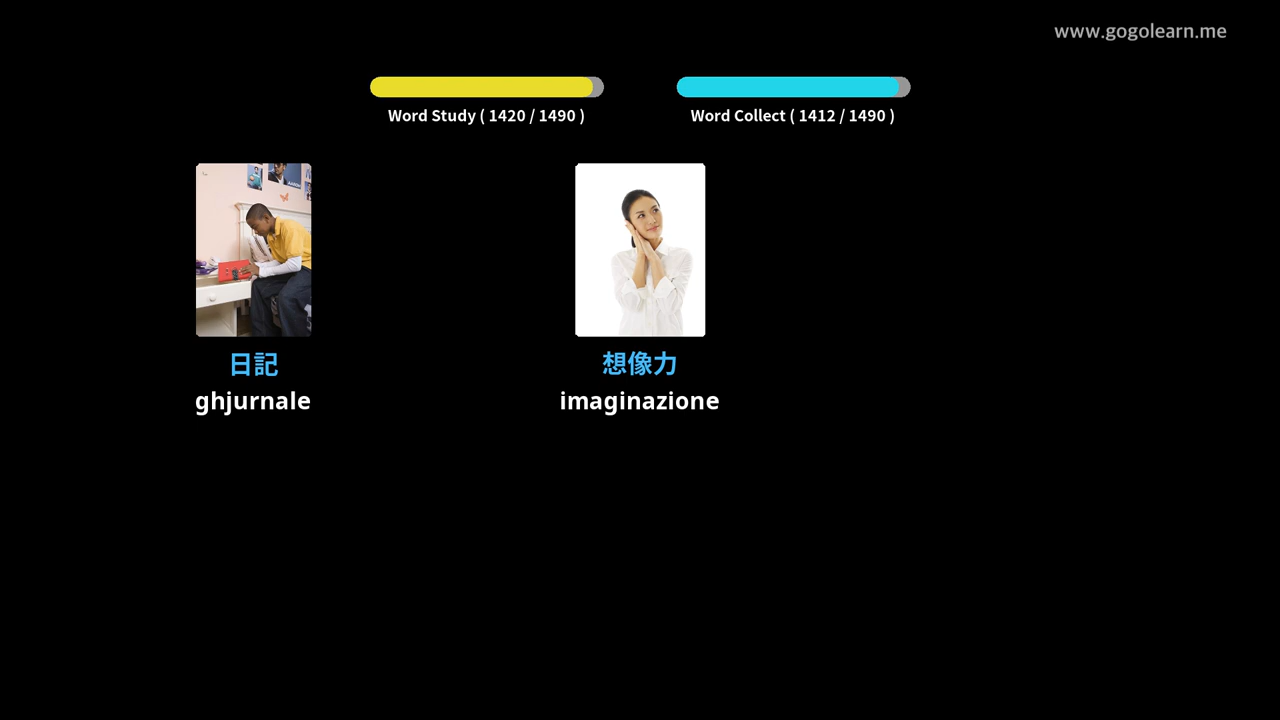 www.gogolearn.me
Word Study ( 1420 / 1490 )
Word Collect ( 1412 / 1490 )
日記
ghjurnale
想像力
imaginazione